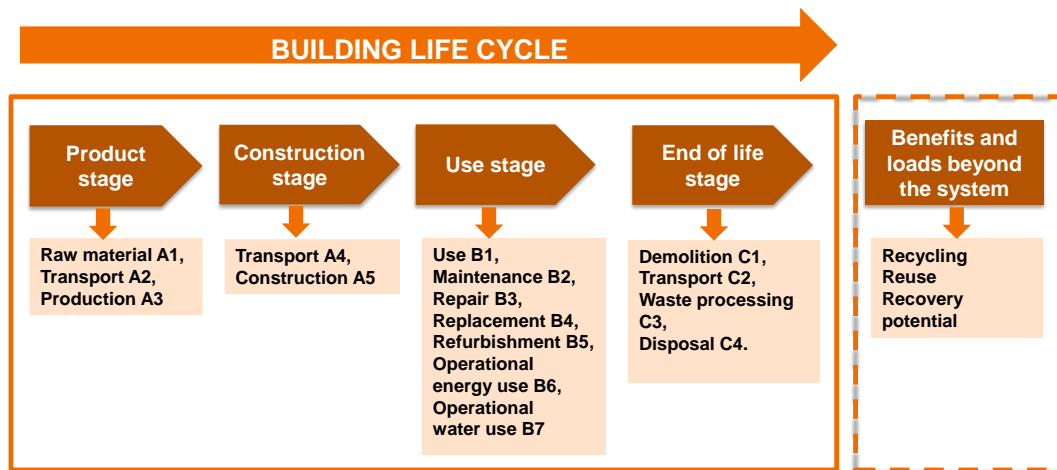 BUILDING LIFE CYCLE
Product
stage
Raw material A1,
Transport A2,
Production A3
Construction
stage
Transport A4,
Construction A5
Use stage
Use B1,
Maintenance B2,
Repair B3,
Replacement B4,
Refurbishment B5,
Operational
energy use B6,
Operational
water use B7
End of life
stage
Demolition C1,
Transport C2,
Waste processing
C3,
Disposal C4.
Benefits and
loads beyond
the system
Recycling
Reuse
Recovery
potential